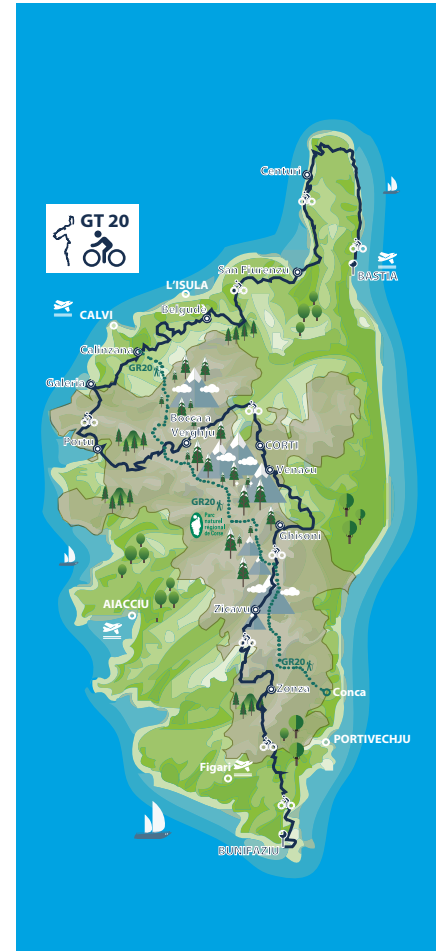 Centuri
GT 20
San Fiurenzu
BASTIA
L'ISULA
Belgudè
CALVI
Calinzana
GR20
Galeria
Bocca a
Verghju
Portu
CORTI
Venacu
GR20
Parc
naturel
régional
de Corse
Ghisoni
AIACCIU
Zicavu
GR20
Zonza
Conca
PORTIVECHJU
Figari
BUNIFAZIU